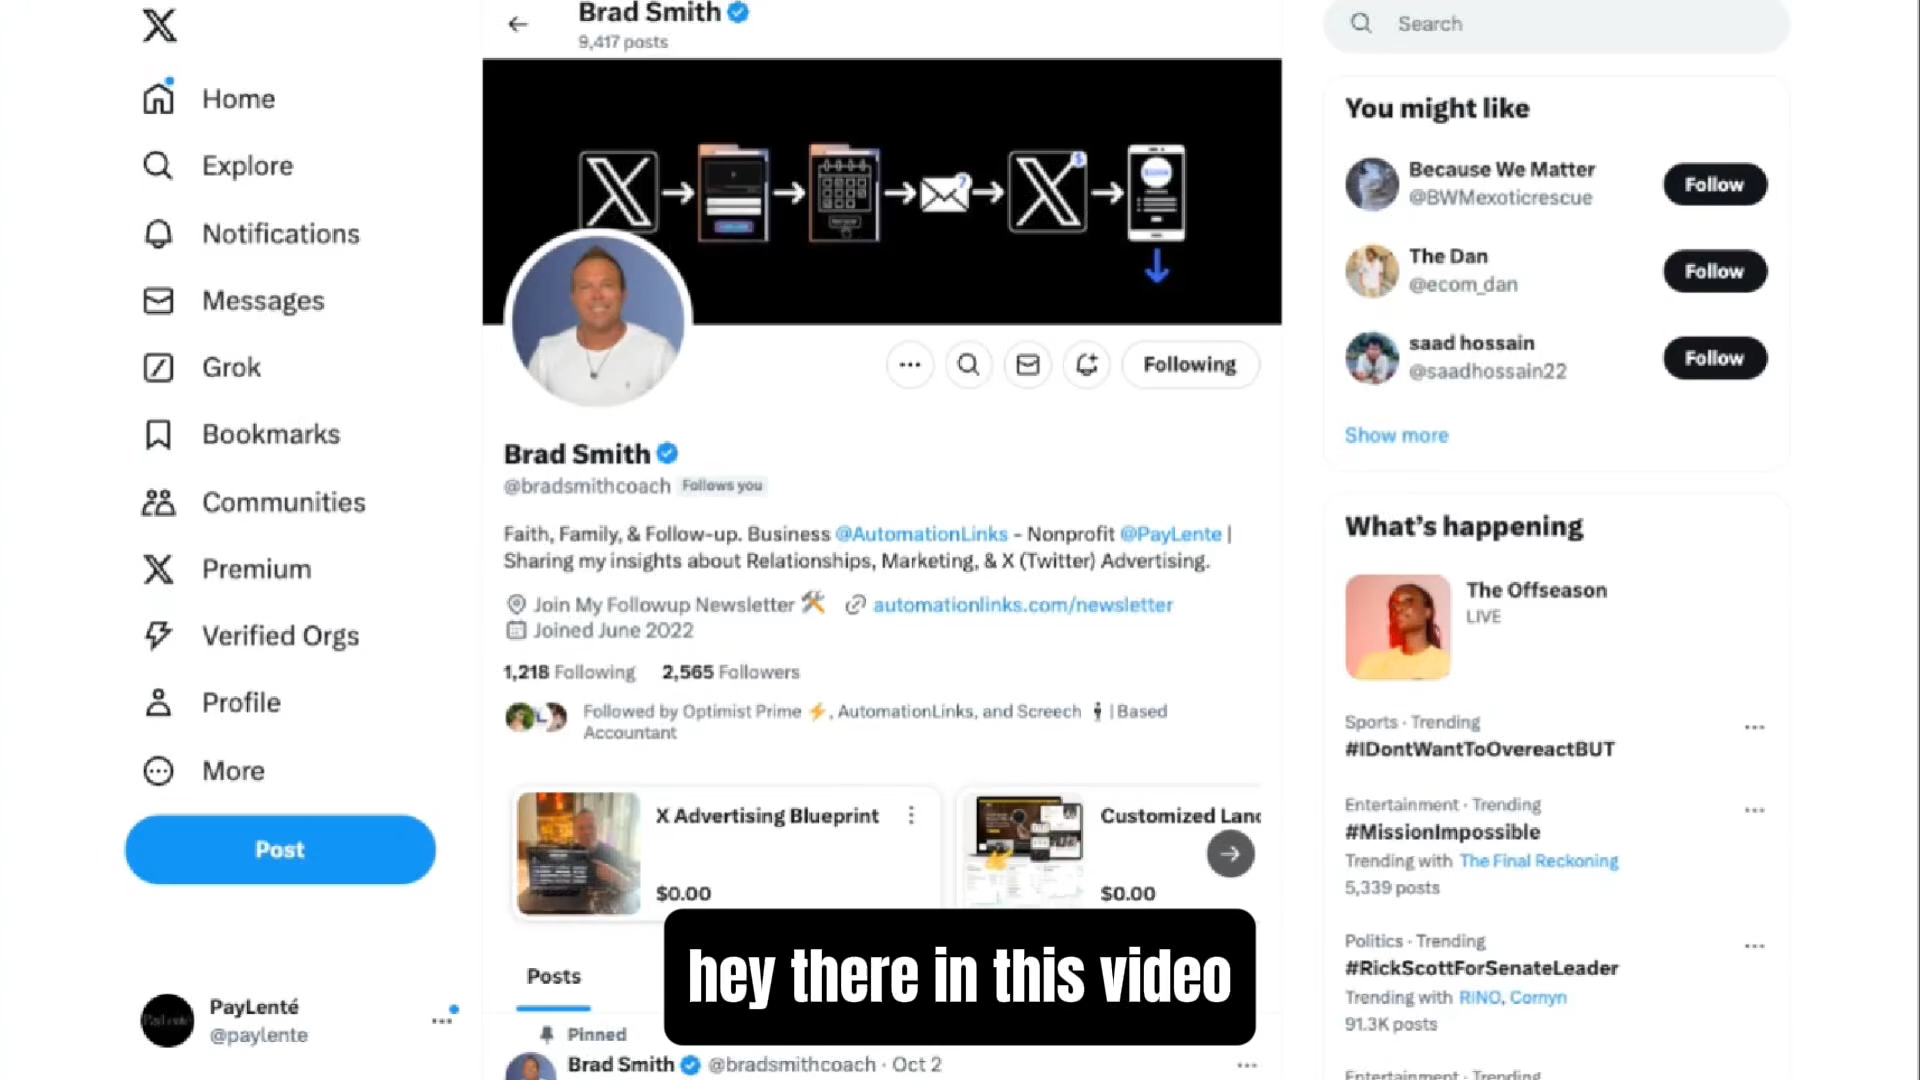 Home
Explore
Notifications
Messages
Grok
Bookmarks
Communities
Premium
Verified Orgs
Profile
More
Post
PayLenté
@paylente
Brad Smith
9,417 posts
Following
Brad Smith
@bradsmithcoach Follows you
Faith, Family, & Follow-up. Business @AutomationLinks - Nonprofit @PayLente |
Sharing my insights about Relationships, Marketing, & X (Twitter) Advertising.
Join My Followup Newsletter 🛠️ automationlinks.com/newsletter
Joined June 2022
1,218 Following 2,565 Followers
Followed by Optimist Prime ⚡, AutomationLinks, and Screech 🕴 | Based
Accountant
X Advertising Blueprint
$0.00
Customized Lanc
$0.00
Posts
Pinned
Brad Smith @bradsmithcoach · Oct 2
hey there in this video
Search
You might like
Because We Matter
@BWMexoticrescue
Follow
The Dan
@ecom_dan
Follow
saad hossain
@saadhossain22
Follow
Show more
What's happening
The Offseason
LIVE
Sports · Trending
#IDontWantToOvereactBUT
Entertainment · Trending
#MissionImpossible
Trending with The Final Reckoning
5,339 posts
Politics · Trending
#RickScottForSenateLeader
Trending with RINO, Cornyn
91.3K posts
Entertainment · Trending